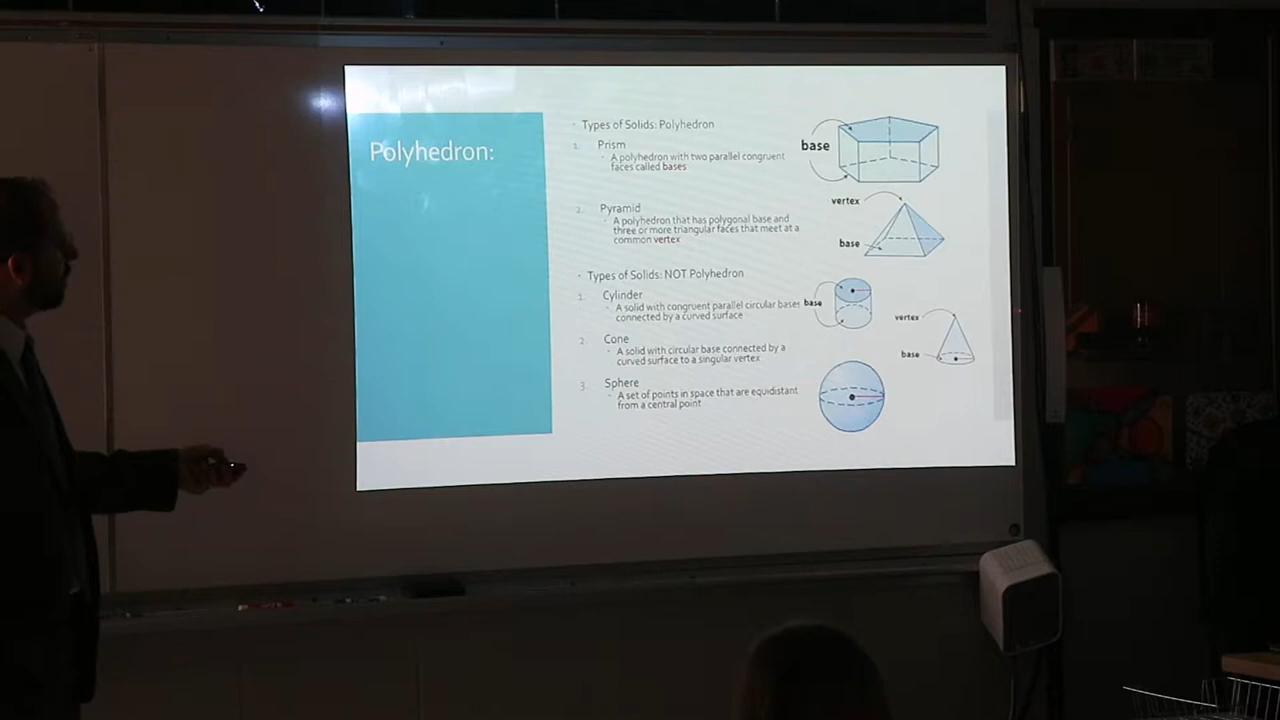 Polyhedron:
Types of Solids: Polyhedron
1. Prism
A polyhedron with two parallel congruent
faces called bases
base
2. Pyramid
A polyhedron that has polygonal base and
three or more triangular faces that meet at a
common vertex
vertex
base
Types of Solids: NOT Polyhedron
1. Cylinder
A solid with congruent parallel circular bases
connected by a curved surface
base
2. Cone
A solid with circular base connected by a
curved surface to a singular vertex
vertex
base
3. Sphere
A set of points in space that are equidistant
from a central point